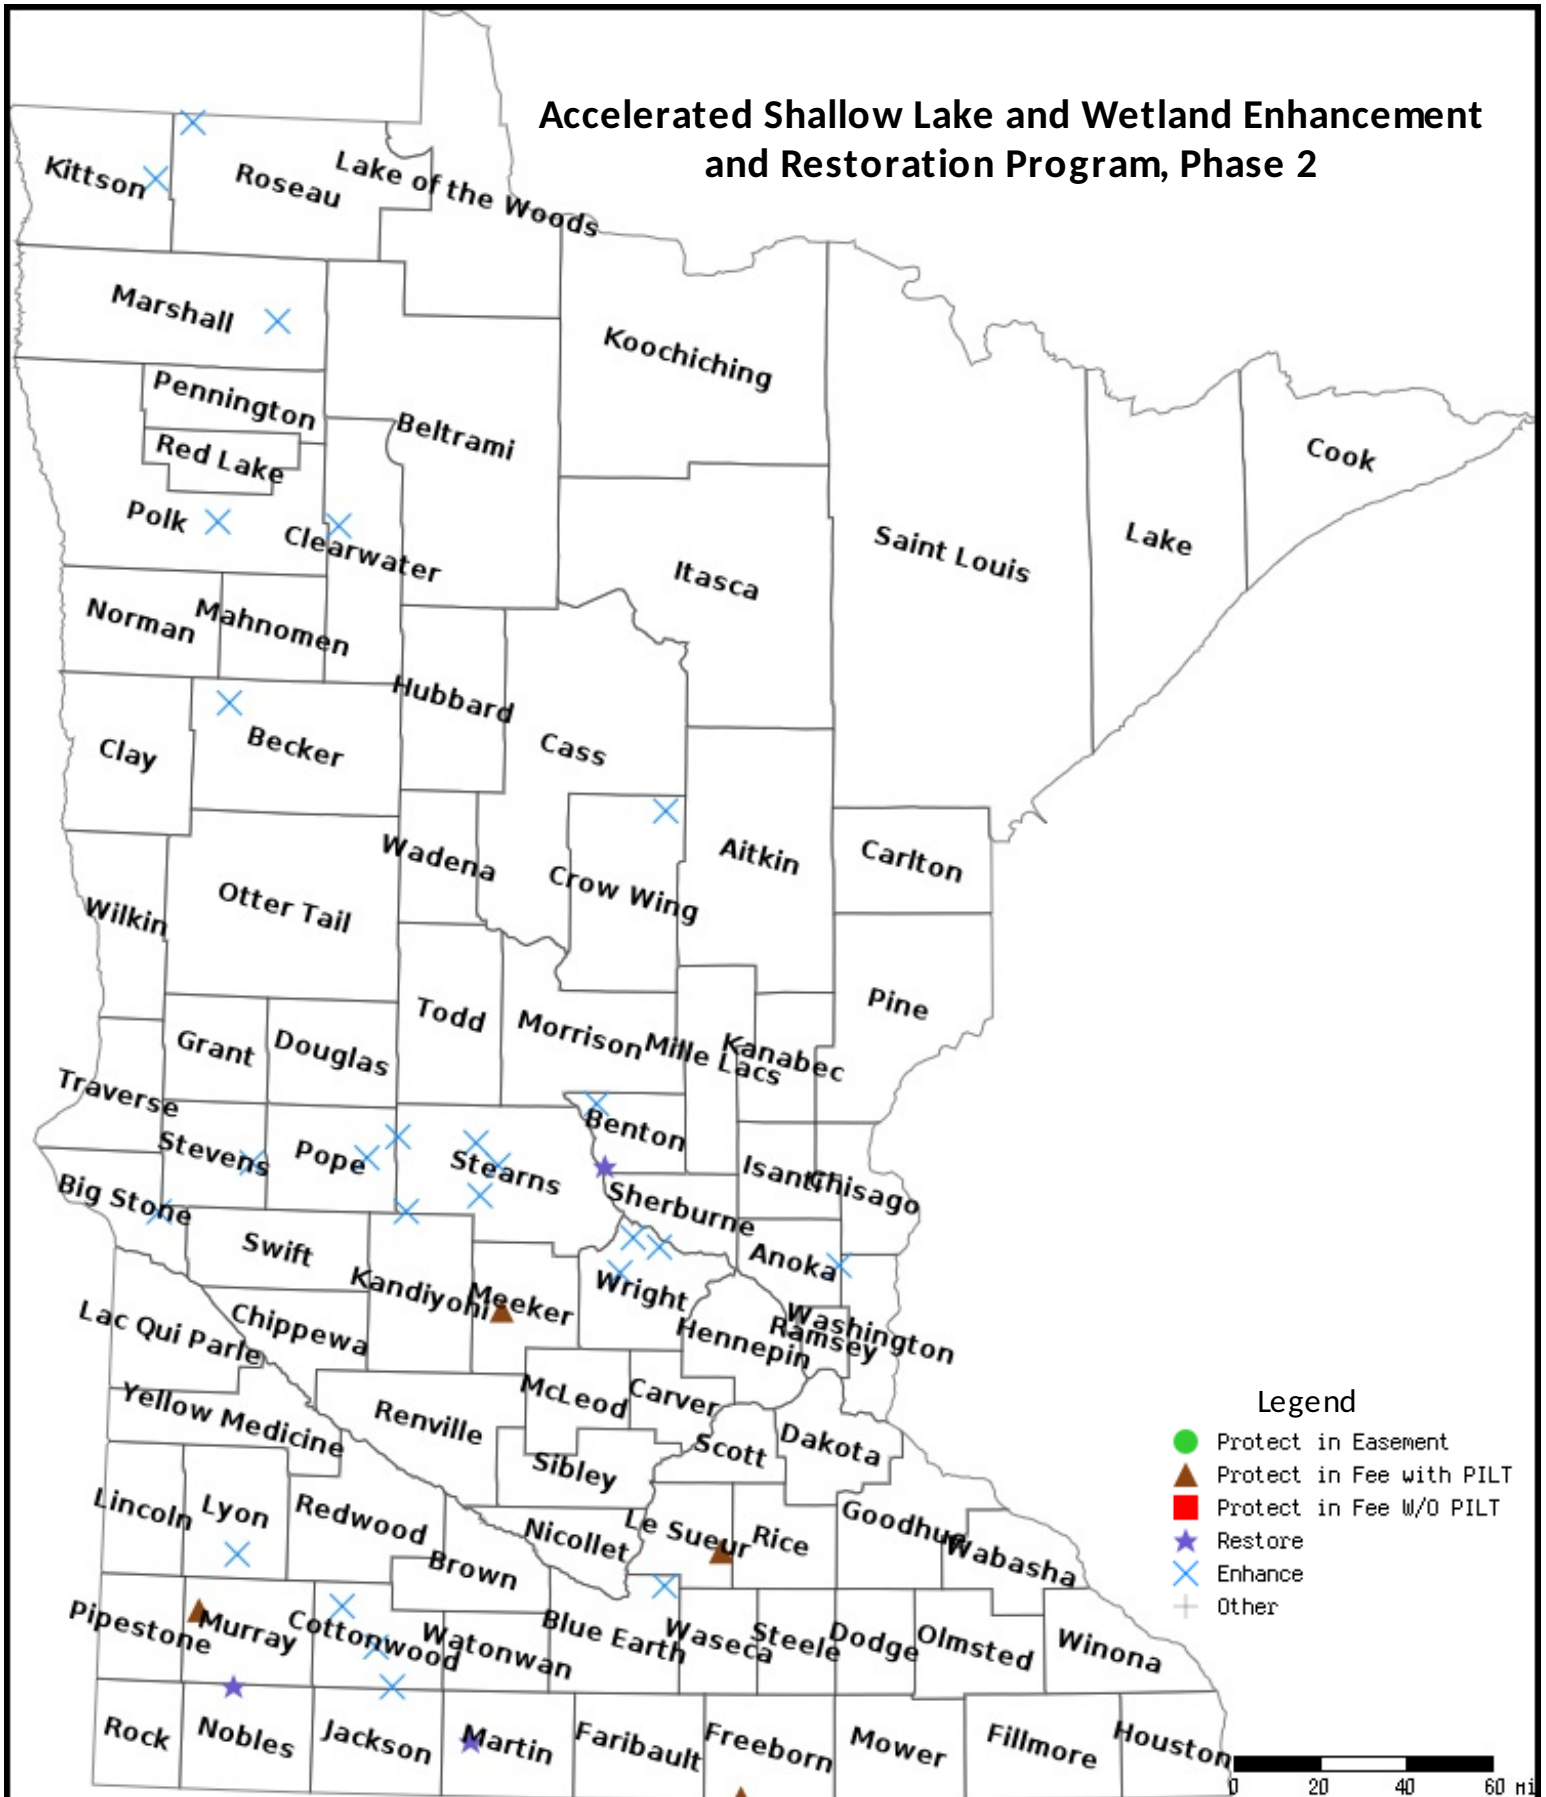 Accelerated Shallow Lake and Wetland Enhancement
and Restoration Program, Phase 2
Kittson
Roseau
Lake of the Woods
Marshall
Koochiching
Pennington
Beltrami
Red Lake
Cook
Polk
Clearwater
Saint Louis
Lake
Itasca
Norman
Mahnomen
Hubbard
Clay
Becker
Cass
Wadena
Aitkin
Carlton
Crow Wing
Wilkin
Otter Tail
Todd
Pine
Grant
Douglas
Morrison
Mille Lacs
Kanabec
Traverse
Benton
Stevens
Pope
Stearns
Isanti
Chisago
Big Stone
Sherburne
Swift
Anoka
Kandiyohi
Meeker
Wright
Lac Qui Parle
Chippewa
Hennepin
Ramsey
Washington
Yellow Medicine
Renville
McLeod
Carver
Scott
Dakota
Sibley
Lincoln
Lyon
Redwood
Nicollet
Le Sueur
Rice
Goodhue
Wabasha
Brown
Pipestone
Murray
Cottonwood
Watonwan
Blue Earth
Waseca
Steele
Dodge
Olmsted
Winona
Rock
Nobles
Jackson
Martin
Faribault
Freeborn
Mower
Fillmore
Houston
Legend
Protect in Easement
Protect in Fee with PILT
Protect in Fee W/O PILT
Restore
Enhance
Other
0 20 40 60 mi